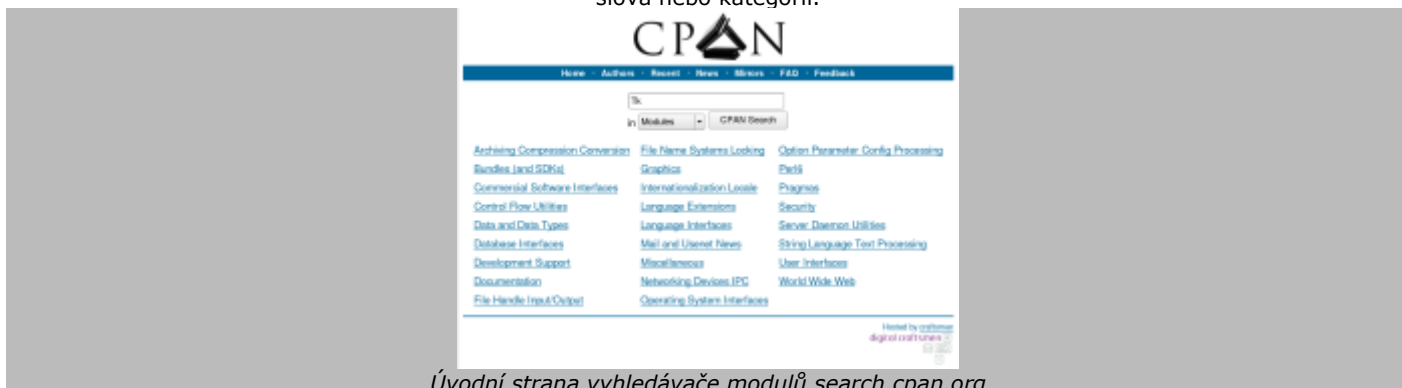 slova nebo kategorií.
CPAN
Home · Authors · Recent · News · Mirrors · FAQ · Feedback
Tk
in Modules CPAN Search
Archiving Compression Conversion File Name Systems Locking Option Parameter Config Processing
Bundles (and SDKs) Graphics Perl6
Commercial Software Interfaces Internationalization Locale Pragmas
Control Flow Utilities Language Extensions Security
Data and Data Types Language Interfaces Server Daemon Utilities
Database Interfaces Mail and Usenet News String Language Text Processing
Development Support Miscellaneous User Interfaces
Documentation Networking Devices IPC World Wide Web
File Handle Input/Output Operating System Interfaces
Hosted by craftsmen
digital craftsmen
Úvodní strana vyhledávače modulů search.cpan.org